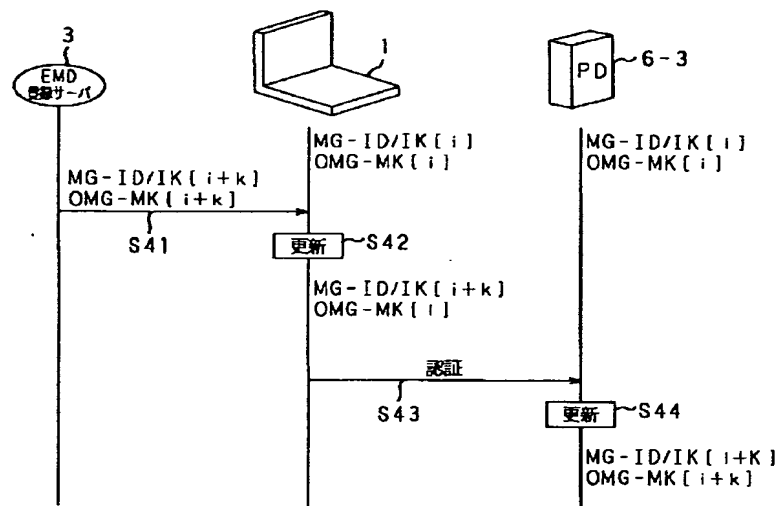 3
EMD
登録サーバ
1
PD
6-3
MG-ID/IK[i]
OMG-MK[i]
MG-ID/IK[i]
OMG-MK[i]
MG-ID/IK[i+k]
OMG-MK[i+k]
S41
更新
S42
MG-ID/IK[i+k]
OMG-MK[i]
認証
S43
更新
S44
MG-ID/IK[i+K]
OMG-MK[i+k]